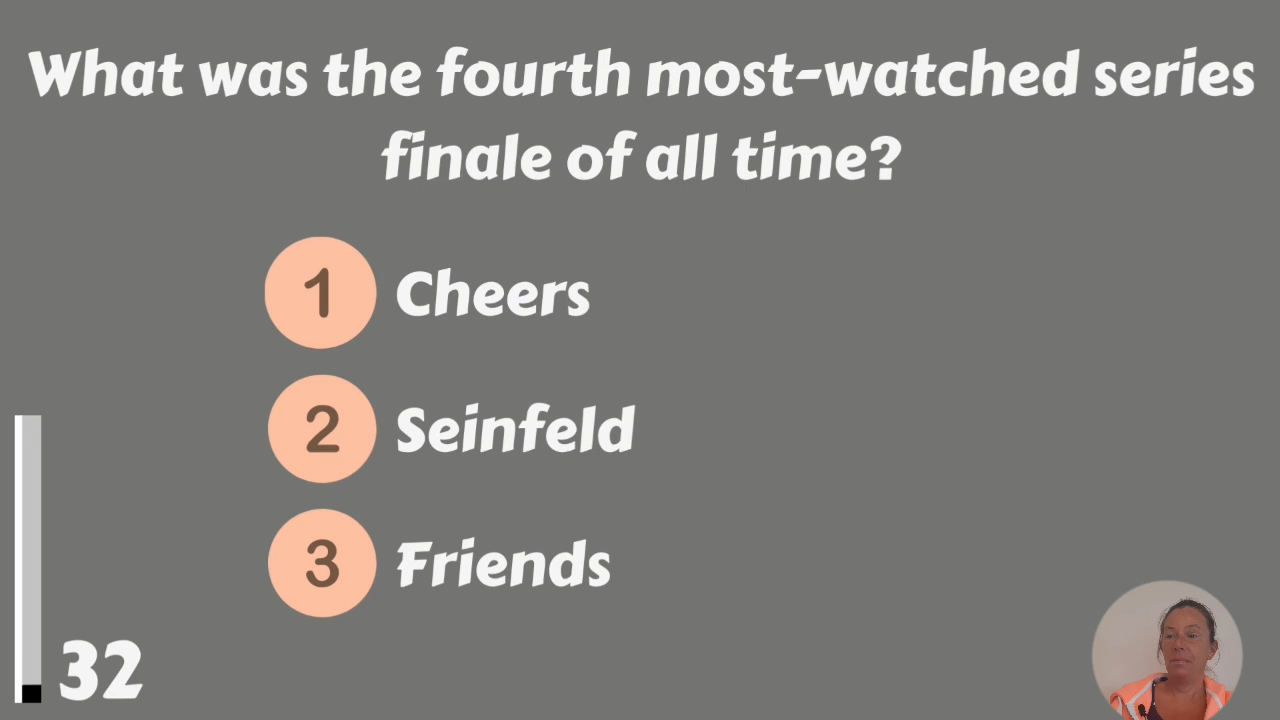 What was the fourth most-watched series
finale of all time?
1 Cheers
2 Seinfeld
3 Friends
32